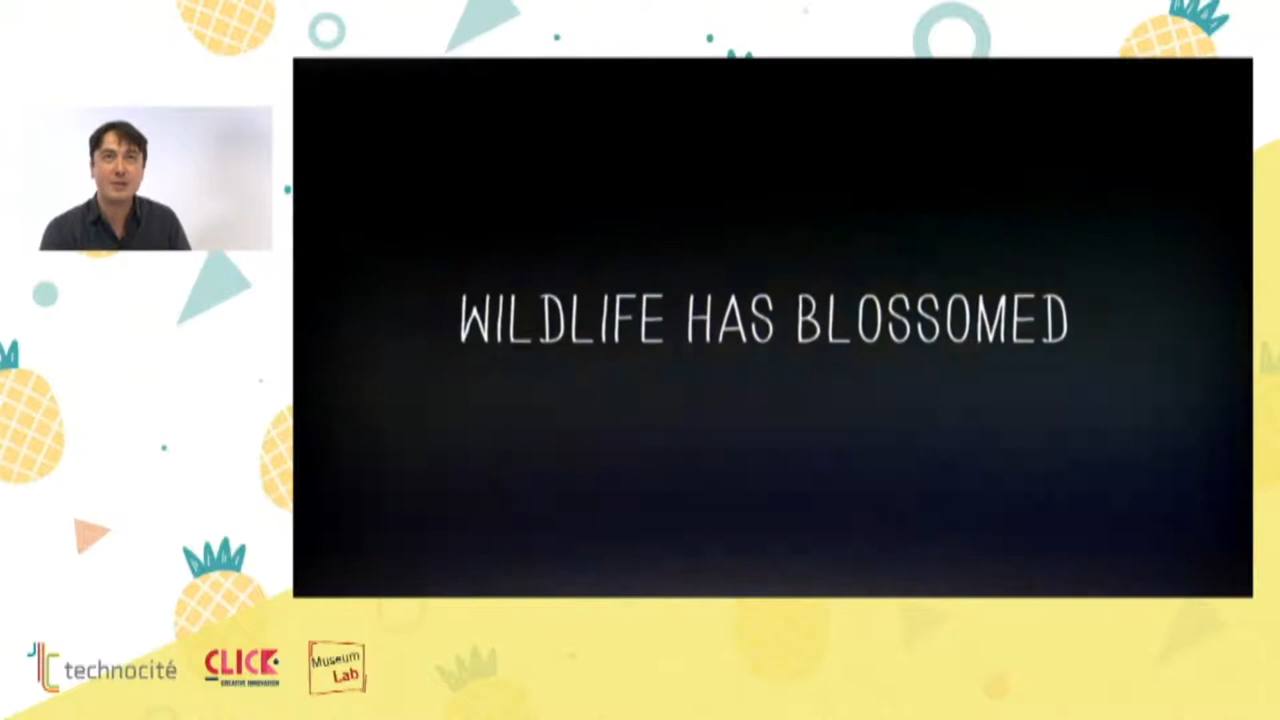 WILDLIFE HAS BLOSSOMED
technocité
CLICK
CREATIVE INNOVATION
Museum
Lab